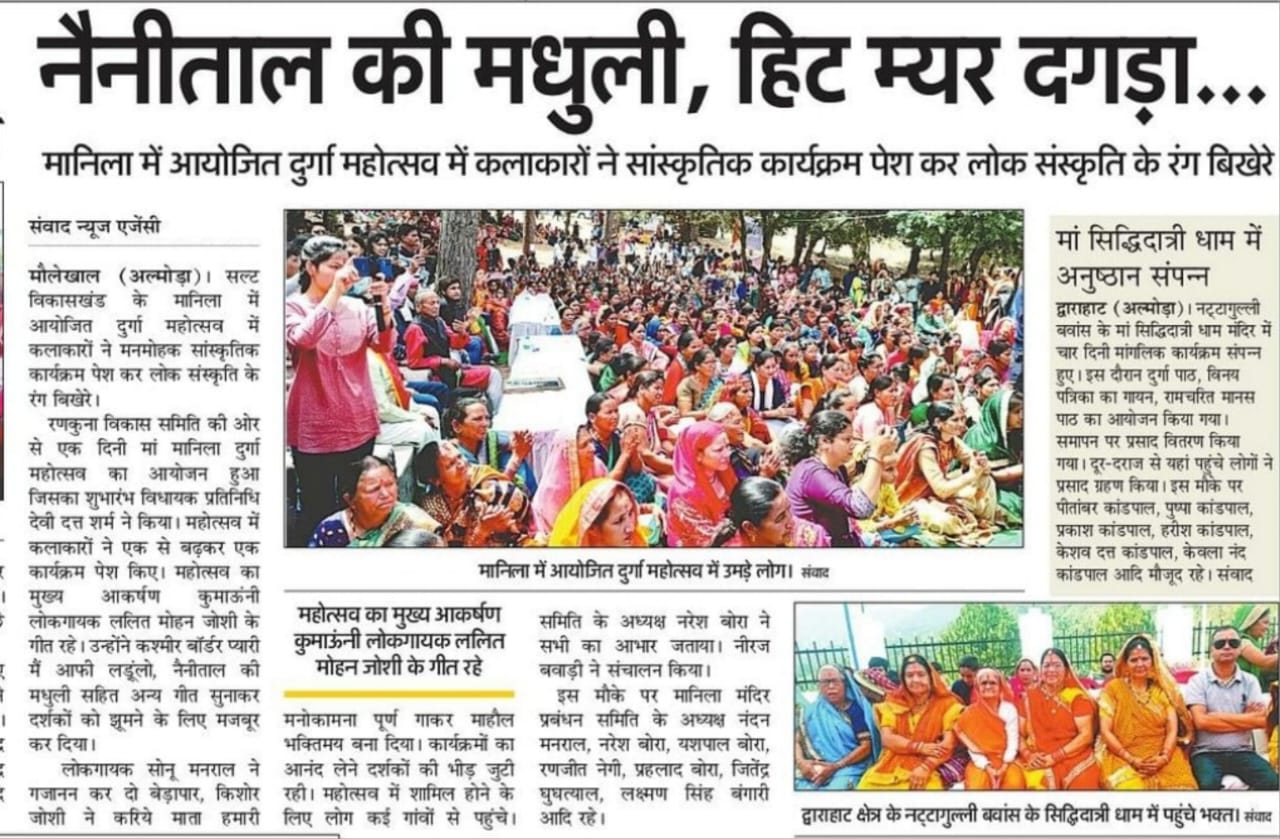 नैनीताल की मधुली, हिट म्यर दगड़ा...
मानिला में आयोजित दुर्गा महोत्सव में कलाकारों ने सांस्कृतिक कार्यक्रम पेश कर लोक संस्कृति के रंग बिखेरे
संवाद न्यूज एजेंसी
मौलेखाल (अल्मोड़ा)। सल्ट
विकासखंड के मानिला में
आयोजित दुर्गा महोत्सव में
कलाकारों ने मनमोहक सांस्कृतिक
कार्यक्रम पेश कर लोक संस्कृति के
रंग बिखेरे।
रणकुना विकास समिति की ओर
से एक दिनी मां मानिला दुर्गा
महोत्सव का आयोजन हुआ
जिसका शुभारंभ विधायक प्रतिनिधि
देवी दत्त शर्म ने किया। महोत्सव में
कलाकारों ने एक से बढ़कर एक
कार्यक्रम पेश किए। महोत्सव का
मुख्य आकर्षण कुमाऊंनी
लोकगायक ललित मोहन जोशी के
गीत रहे। उन्होंने कश्मीर बॉर्डर प्यारी
मैं आफी लडूंलो, नैनीताल की
मधुली सहित अन्य गीत सुनाकर
दर्शकों को झूमने के लिए मजबूर
कर दिया।
लोकगायक सोनू मनराल ने
गजानन कर दो बेड़ापार, किशोर
जोशी ने करिये माता हमारी
मानिला में आयोजित दुर्गा महोत्सव में उमड़े लोग। संवाद
महोत्सव का मुख्य आकर्षण
कुमाऊंनी लोकगायक ललित
मोहन जोशी के गीत रहे
मनोकामना पूर्ण गाकर माहौल
भक्तिमय बना दिया। कार्यक्रमों का
आनंद लेने दर्शकों की भीड़ जुटी
रही। महोत्सव में शामिल होने के
लिए लोग कई गांवों से पहुंचे।
समिति के अध्यक्ष नरेश बोरा ने
सभी का आभार जताया। नीरज
बवाड़ी ने संचालन किया।
इस मौके पर मानिला मंदिर
प्रबंधन समिति के अध्यक्ष नंदन
मनराल, नरेश बोरा, यशपाल बोरा,
रणजीत नेगी, प्रहलाद बोरा, जितेंद्र
घुघत्याल, लक्ष्मण सिंह बंगारी
आदि रहे।
मां सिद्धिदात्री धाम में
अनुष्ठान संपन्न
द्वाराहाट (अल्मोड़ा)। नट्टागुल्ली
बवांस के मां सिद्धिदात्री धाम मंदिर में
चार दिनी मांगलिक कार्यक्रम संपन्न
हुए। इस दौरान दुर्गा पाठ, विनय
पत्रिका का गायन, रामचरित मानस
पाठ का आयोजन किया गया।
समापन पर प्रसाद वितरण किया
गया। दूर-दराज से यहां पहुंचे लोगों ने
प्रसाद ग्रहण किया। इस मौके पर
पीतांबर कांडपाल, पुष्पा कांडपाल,
प्रकाश कांडपाल, हरीश कांडपाल,
केशव दत्त कांडपाल, केवला नंद
कांडपाल आदि मौजूद रहे। संवाद
द्वाराहाट क्षेत्र के नट्टागुल्ली बवांस के सिद्धिदात्री धाम में पहुंचे भक्त। संवाद